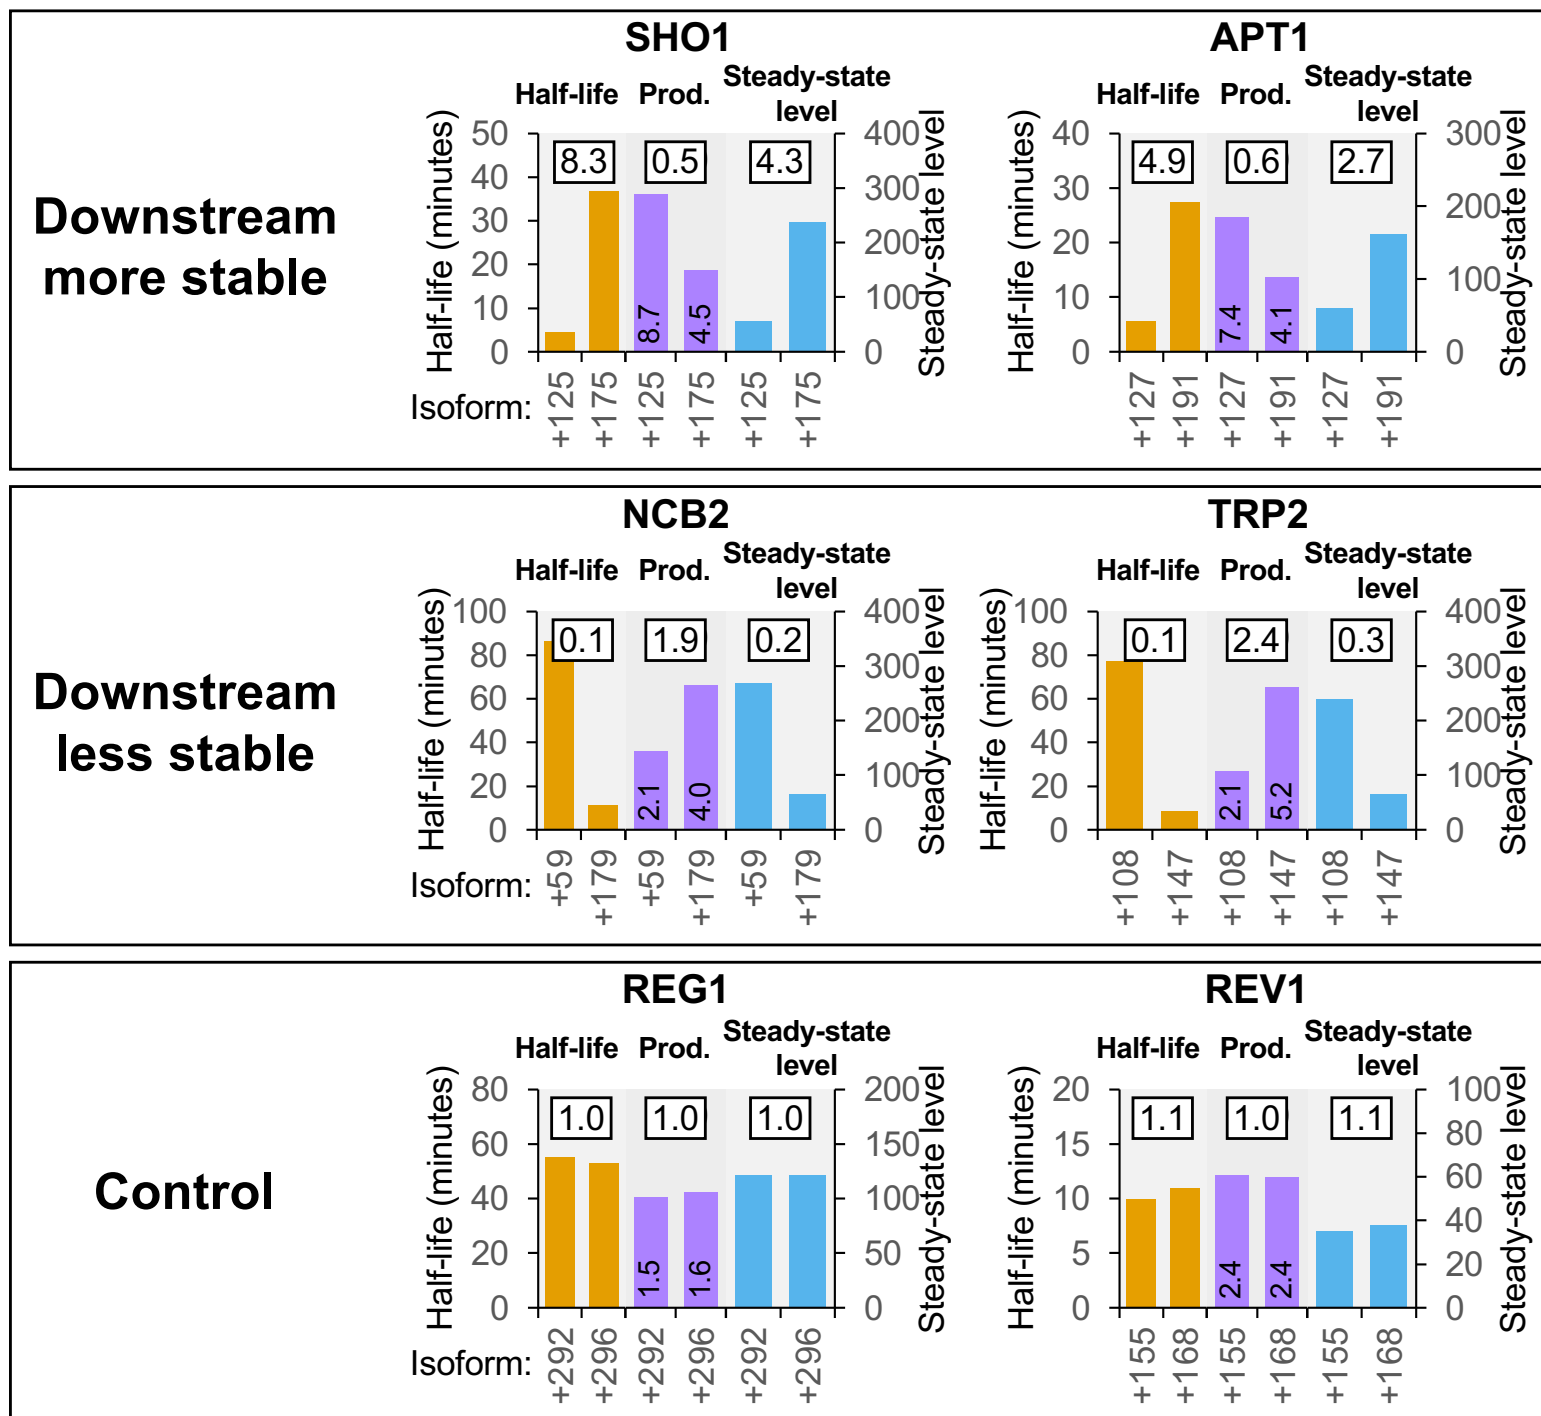 SHO1
Half-life Prod. Steady-state level
Half-life (minutes)
50
40
30
20
10
0
8.3 0.5 4.3
8.7 4.5
400
300
200
100
0
Steady-state level
Isoform: +125 +175 +125 +175 +125 +175
APT1
Half-life Prod. Steady-state level
Half-life (minutes)
40
30
20
10
0
4.9 0.6 2.7
7.4 4.1
300
200
100
0
Steady-state level
+127 +191 +127 +191 +127 +191
Downstream
more stable
NCB2
Half-life Prod. Steady-state level
Half-life (minutes)
100
80
60
40
20
0
0.1 1.9 0.2
2.1 4.0
400
300
200
100
0
Steady-state level
Isoform: +59 +179 +59 +179 +59 +179
TRP2
Half-life Prod. Steady-state level
Half-life (minutes)
100
80
60
40
20
0
0.1 2.4 0.3
2.1 5.2
400
300
200
100
0
Steady-state level
+108 +147 +108 +147 +108 +147
Downstream
less stable
REG1
Half-life Prod. Steady-state level
Half-life (minutes)
80
60
40
20
0
1.0 1.0 1.0
1.5 1.6
200
150
100
50
0
Steady-state level
Isoform: +292 +296 +292 +296 +292 +296
REV1
Half-life Prod. Steady-state level
Half-life (minutes)
20
15
10
5
0
1.1 1.0 1.1
2.4 2.4
100
80
60
40
20
0
Steady-state level
+155 +168 +155 +168 +155 +168
Control